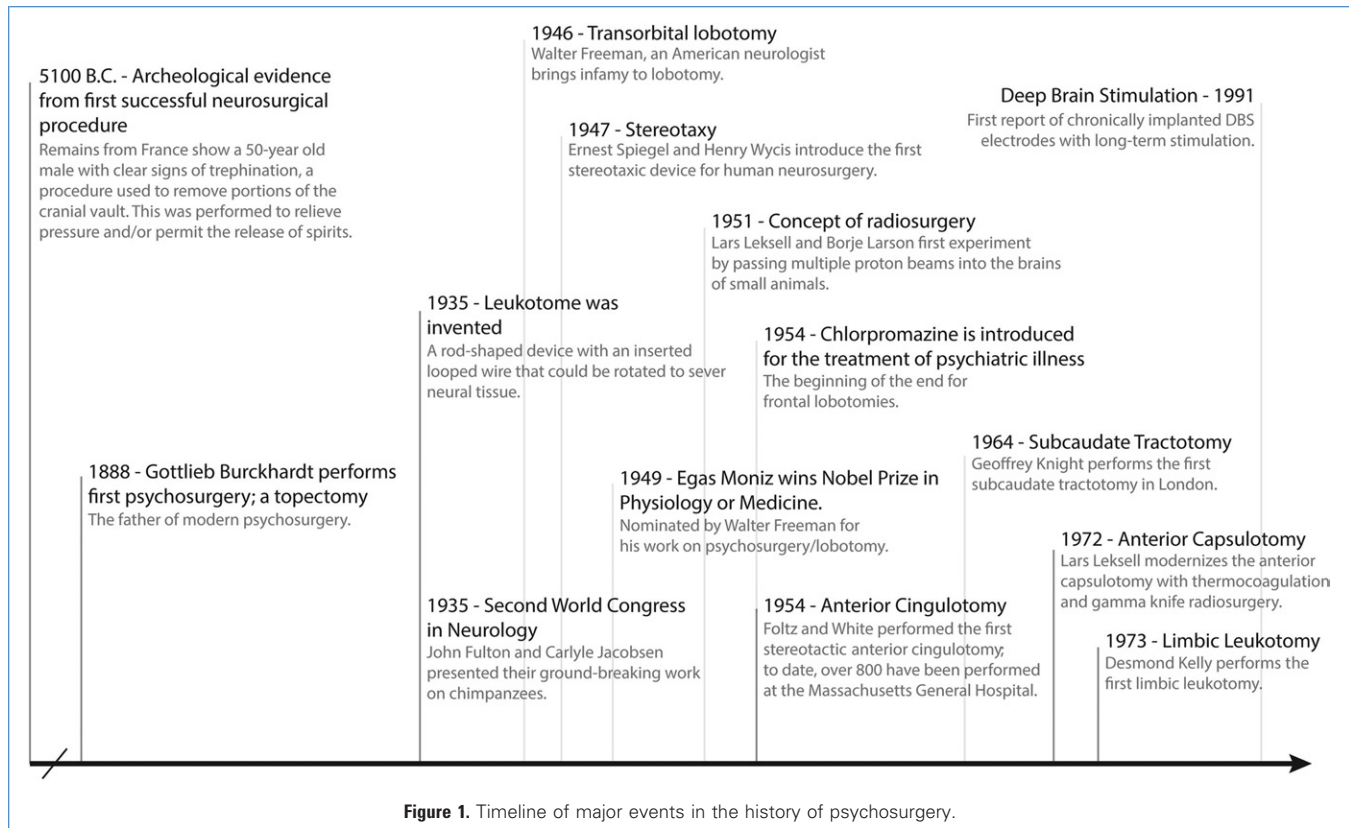 5100 B.C. - Archeological evidence
from first successful neurosurgical
procedure
Remains from France show a 50-year old
male with clear signs of trephination, a
procedure used to remove portions of the
cranial vault. This was performed to relieve
pressure and/or permit the release of spirits.
1888 - Gottlieb Burckhardt performs
first psychosurgery; a topectomy
The father of modern psychosurgery.
1935 - Leukotome was
invented
A rod-shaped device with an inserted
looped wire that could be rotated to sever
neural tissue.
1935 - Second World Congress
in Neurology
John Fulton and Carlyle Jacobsen
presented their ground-breaking work
on chimpanzees.
1946 - Transorbital lobotomy
Walter Freeman, an American neurologist
brings infamy to lobotomy.
1947 - Stereotaxy
Ernest Spiegel and Henry Wycis introduce the first
stereotaxic device for human neurosurgery.
1949 - Egas Moniz wins Nobel Prize in
Physiology or Medicine.
Nominated by Walter Freeman for
his work on psychosurgery/lobotomy.
1951 - Concept of radiosurgery
Lars Leksell and Borje Larson first experiment
by passing multiple proton beams into the brains
of small animals.
1954 - Chlorpromazine is introduced
for the treatment of psychiatric illness
The beginning of the end for
frontal lobotomies.
1954 - Anterior Cingulotomy
Foltz and White performed the first
stereotactic anterior cingulotomy;
to date, over 800 have been performed
at the Massachusetts General Hospital.
1964 - Subcaudate Tractotomy
Geoffrey Knight performs the first
subcaudate tractotomy in London.
1972 - Anterior Capsulotomy
Lars Leksell modernizes the anterior
capsulotomy with thermocoagulation
and gamma knife radiosurgery.
1973 - Limbic Leukotomy
Desmond Kelly performs the
first limbic leukotomy.
Deep Brain Stimulation - 1991
First report of chronically implanted DBS
electrodes with long-term stimulation.
Figure 1. Timeline of major events in the history of psychosurgery.